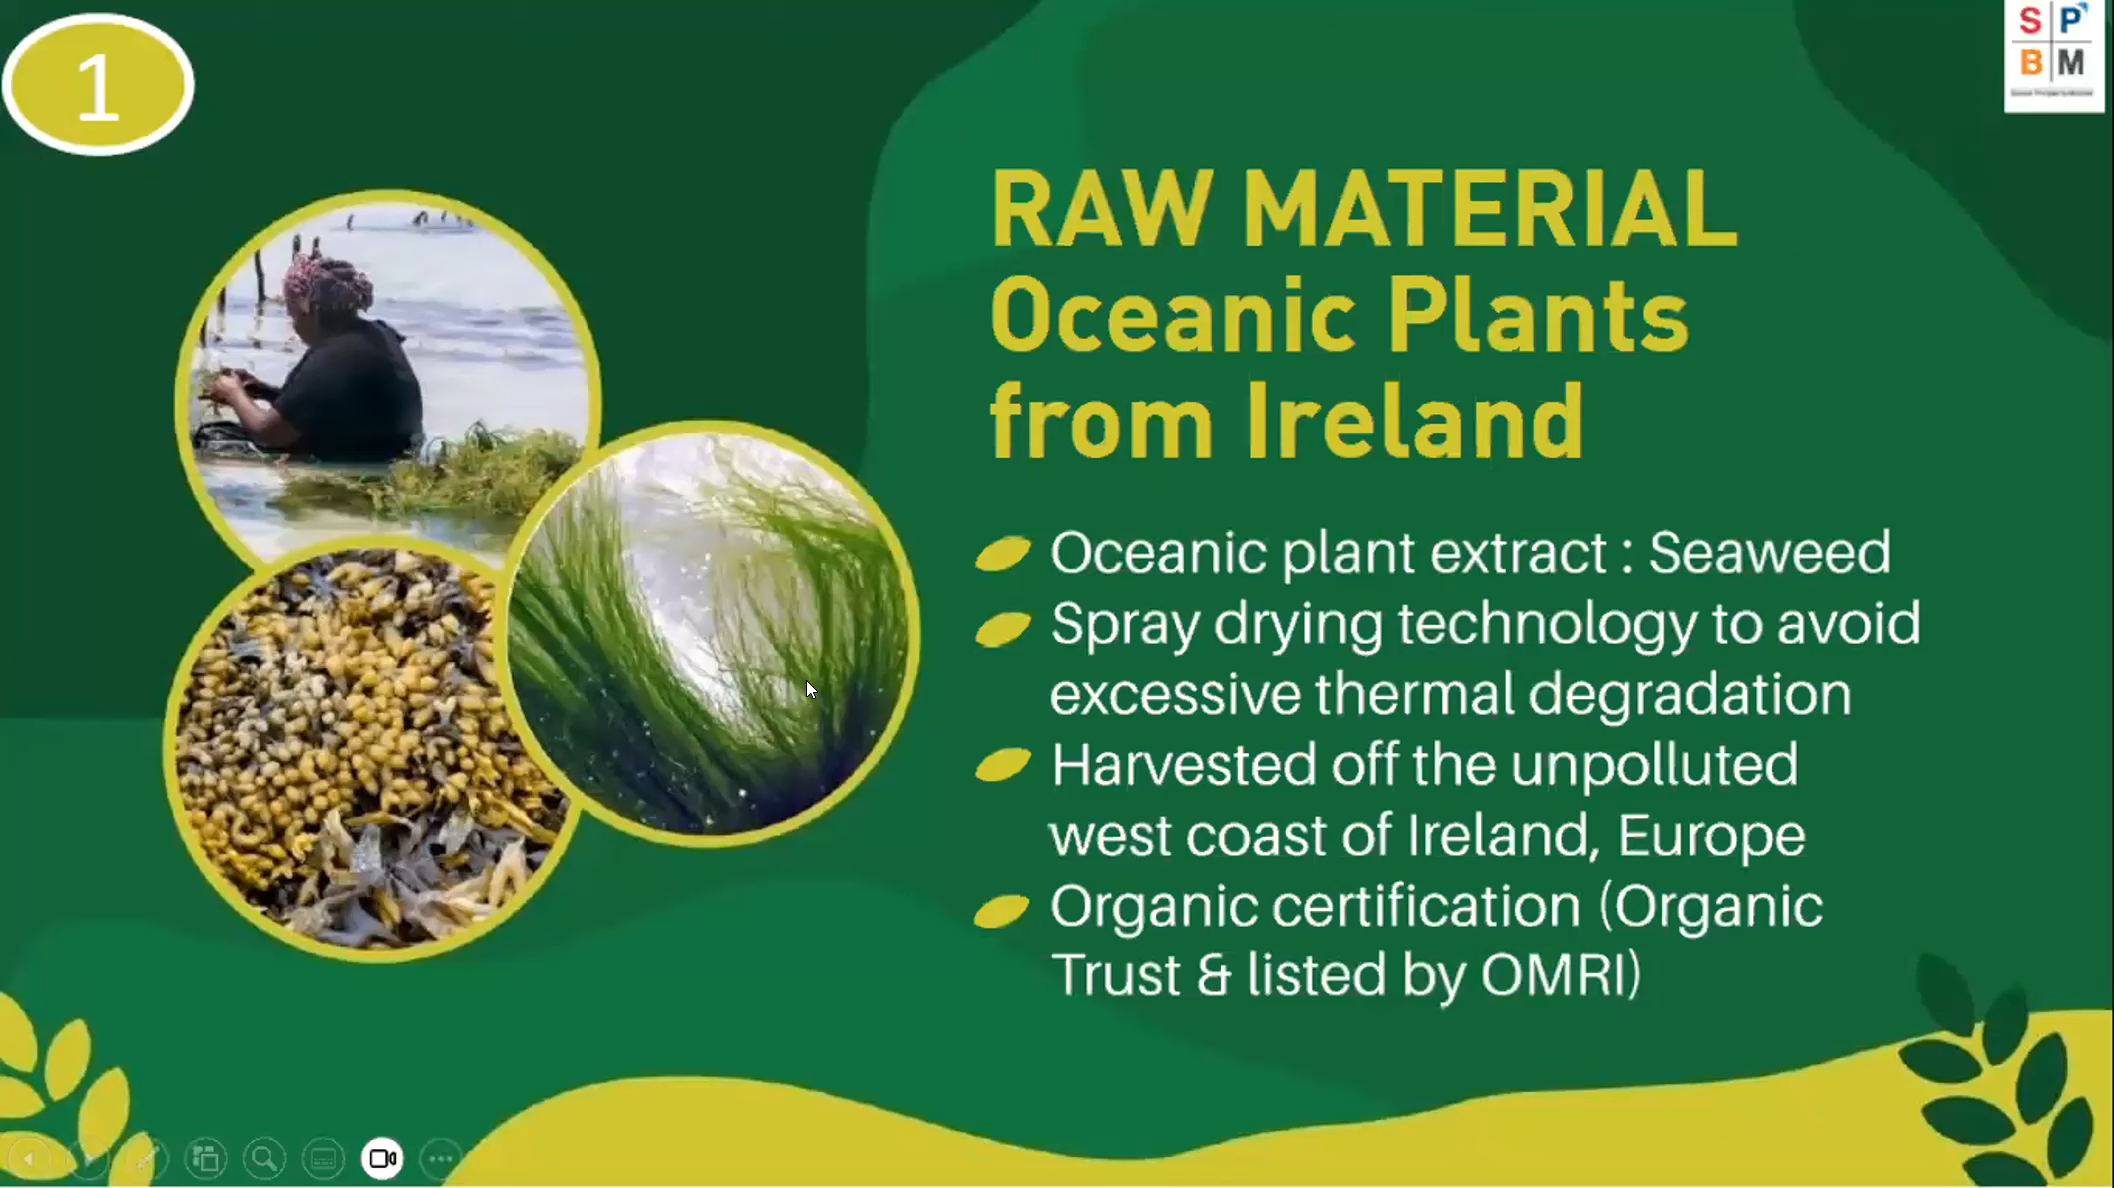 1
S P
B M
RAW MATERIAL
Oceanic Plants
from Ireland
Oceanic plant extract : Seaweed
Spray drying technology to avoid
excessive thermal degradation
Harvested off the unpolluted
west coast of Ireland, Europe
Organic certification (Organic
Trust & listed by OMRI)